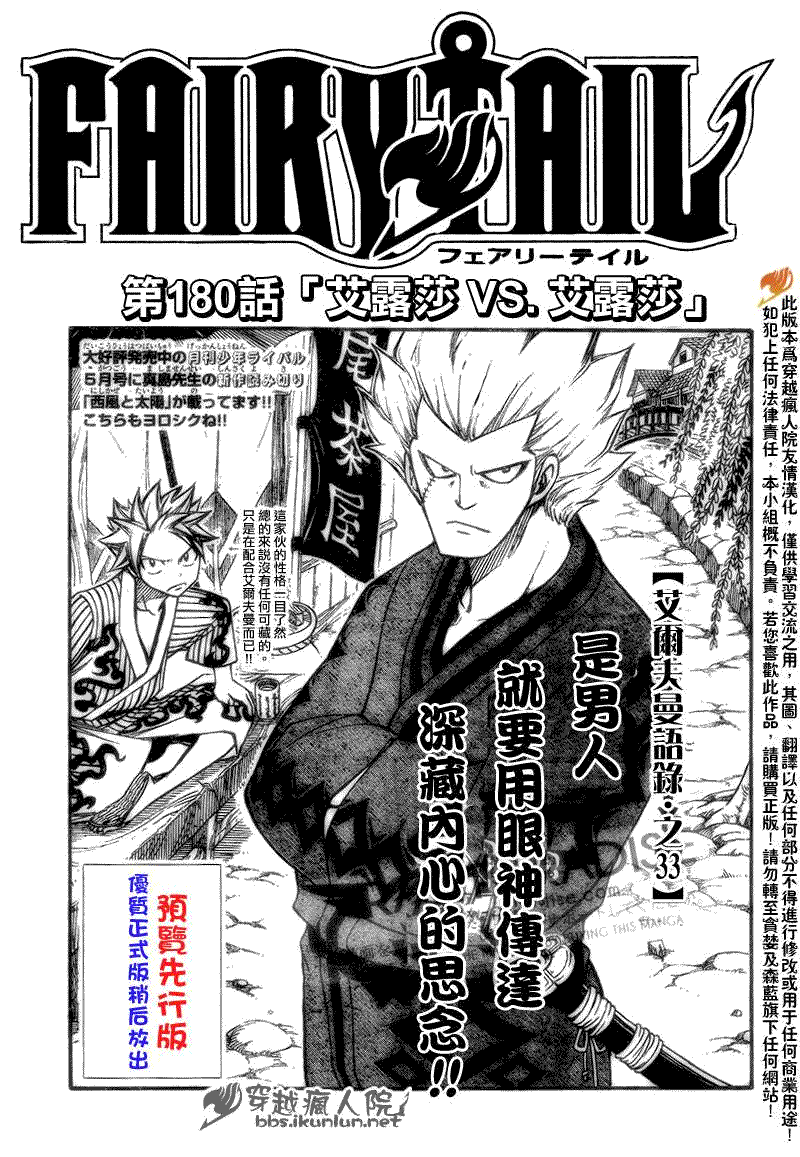 FAIRY TAIL
フェアリーテイル
第180話「艾露莎 VS. 艾露莎」
大好評発売中の月刊少年ライバル
5月号に真島先生の新作読み切り
「西風と太陽」が載ってます!!
こちらもヨロシクね!!
尾茶屋
這家伙的性格一目了然
總的來說沒有任何可藏的。
只是在配合艾爾夫曼而已!!
【艾爾夫曼語錄·之33】
是男人
就要用眼神傳達
深藏內心的思念!!
預覽先行版
優質正式版稍后放出
穿越瘋人院
bbs.ikunlun.net
此版本爲穿越瘋人院友情漢化，僅供學習交流之用，其圖、翻譯以及任何部分不得進行修改或用于任何商業用途！
如犯上任何法律責任，本小組概不負責。若您喜歡此作品，請購買正版！請勿轉至貪婪及森藍旗下任何網站！